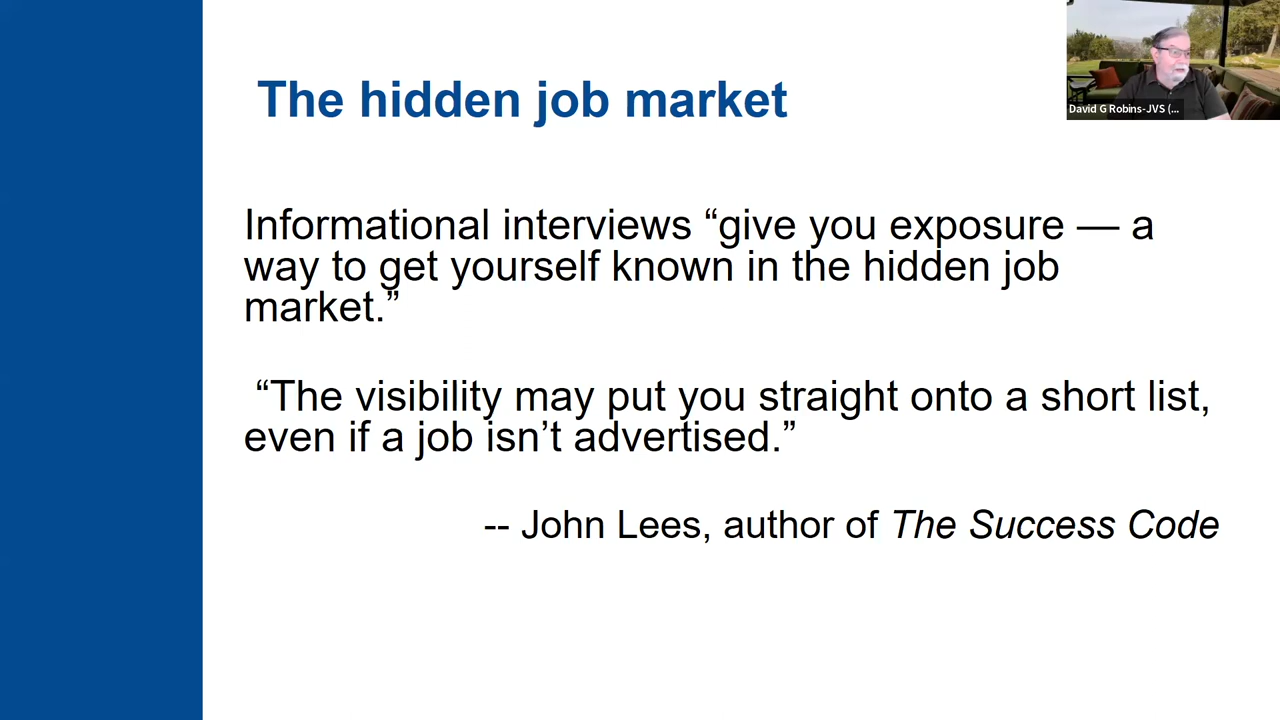 The hidden job market
David G Robins-JVS (...
Informational interviews “give you exposure — a
way to get yourself known in the hidden job
market.”
“The visibility may put you straight onto a short list,
even if a job isn’t advertised.”
-- John Lees, author of The Success Code